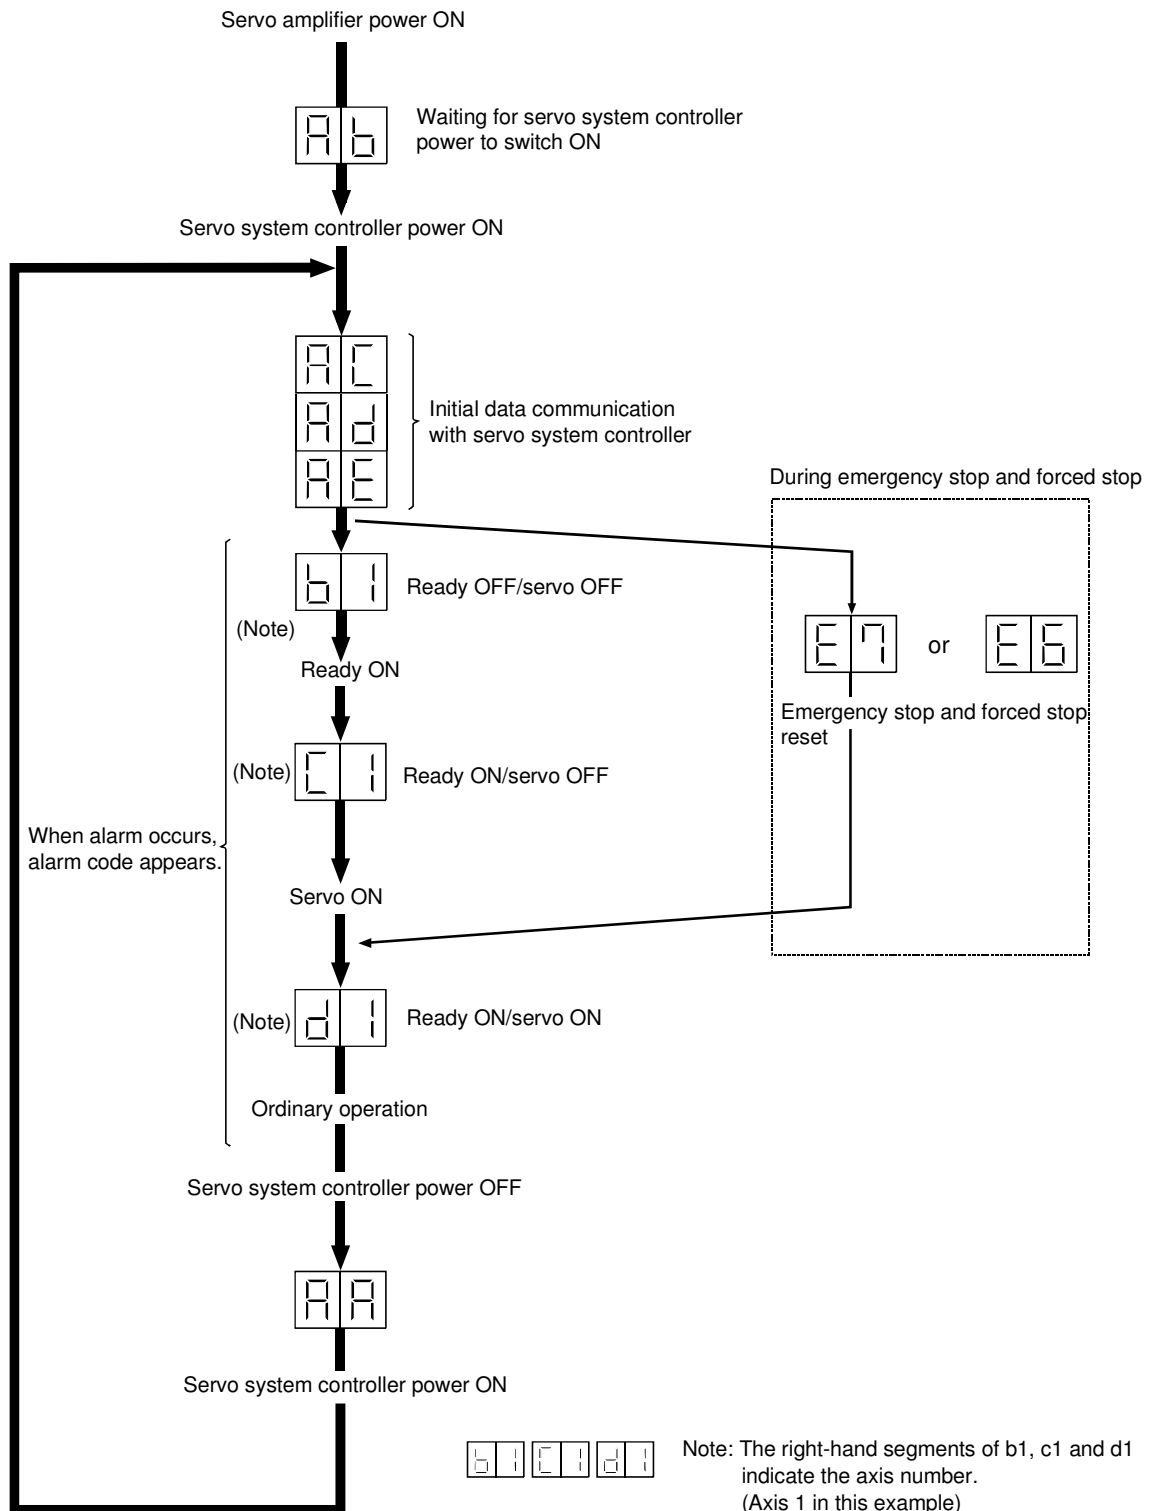 Servo amplifier power ON
Ab
Waiting for servo system controller
power to switch ON
Servo system controller power ON
AC
Ad
AE
Initial data communication
with servo system controller
During emergency stop and forced stop
b1
Ready OFF/servo OFF
(Note)
Ready ON
E7 or E6
Emergency stop and forced stop
reset
(Note)
C1
Ready ON/servo OFF
When alarm occurs,
alarm code appears.
Servo ON
(Note)
d1
Ready ON/servo ON
Ordinary operation
Servo system controller power OFF
AA
Servo system controller power ON
b1 C1 d1
Note: The right-hand segments of b1, c1 and d1
indicate the axis number.
(Axis 1 in this example)